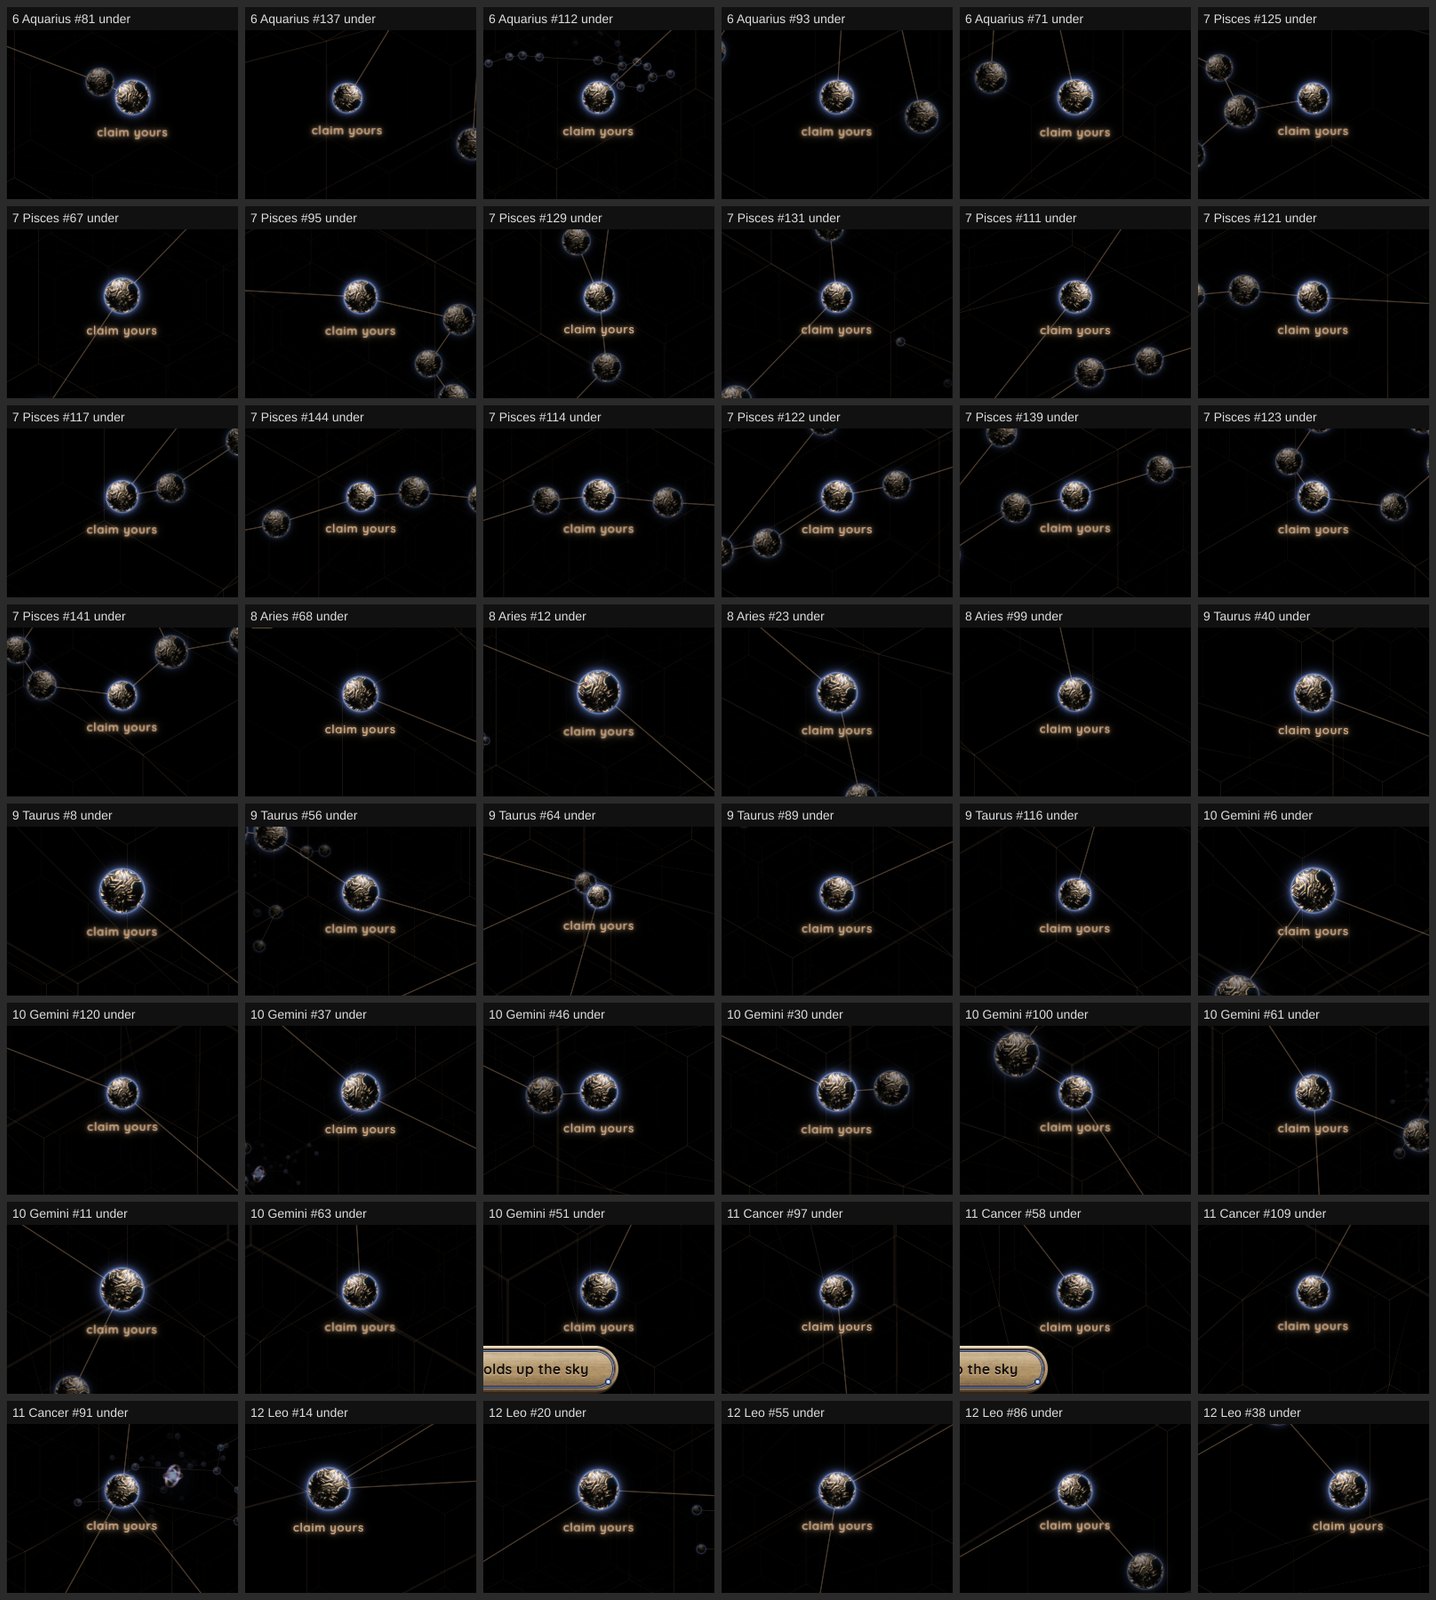 6 Aquarius #81 under
claim yours
6 Aquarius #137 under
claim yours
6 Aquarius #112 under
claim yours
6 Aquarius #93 under
claim yours
6 Aquarius #71 under
claim yours
7 Pisces #125 under
claim yours
7 Pisces #67 under
claim yours
7 Pisces #95 under
claim yours
7 Pisces #129 under
claim yours
7 Pisces #131 under
claim yours
7 Pisces #111 under
claim yours
7 Pisces #121 under
claim yours
7 Pisces #117 under
claim yours
7 Pisces #144 under
claim yours
7 Pisces #114 under
claim yours
7 Pisces #122 under
claim yours
7 Pisces #139 under
claim yours
7 Pisces #123 under
claim yours
7 Pisces #141 under
claim yours
8 Aries #68 under
claim yours
8 Aries #12 under
claim yours
8 Aries #23 under
claim yours
8 Aries #99 under
claim yours
9 Taurus #40 under
claim yours
9 Taurus #8 under
claim yours
9 Taurus #56 under
claim yours
9 Taurus #64 under
claim yours
9 Taurus #89 under
claim yours
9 Taurus #116 under
claim yours
10 Gemini #6 under
claim yours
10 Gemini #120 under
claim yours
10 Gemini #37 under
claim yours
10 Gemini #46 under
claim yours
10 Gemini #30 under
claim yours
10 Gemini #100 under
claim yours
10 Gemini #61 under
claim yours
10 Gemini #11 under
claim yours
10 Gemini #63 under
claim yours
10 Gemini #51 under
claim yours
olds up the sky
11 Cancer #97 under
claim yours
11 Cancer #58 under
claim yours
the sky
11 Cancer #109 under
claim yours
11 Cancer #91 under
claim yours
12 Leo #14 under
claim yours
12 Leo #20 under
claim yours
12 Leo #55 under
claim yours
12 Leo #86 under
claim yours
12 Leo #38 under
claim yours